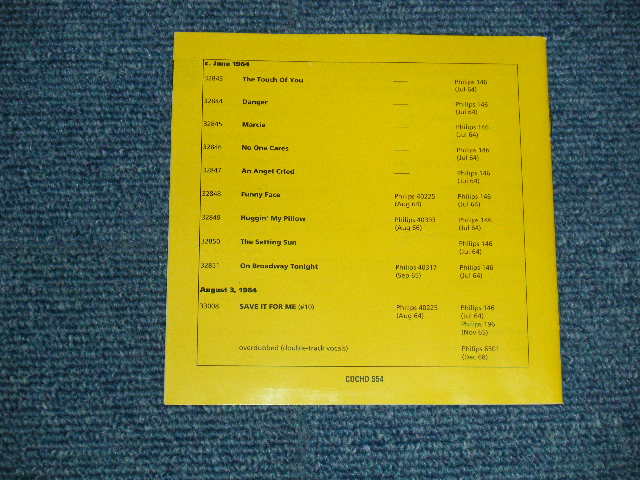 c. June 1964
32843 The Touch Of You —— Philips 146
(Jul 64)
32844 Danger —— Philips 146
(Jul 64)
32845 Marcie —— Philips 146
(Jul 64)
32846 No One Cares —— Philips 146
(Jul 64)
32847 An Angel Cried —— Philips 146
(Jul 64)
32848 Funny Face Philips 40225 Philips 146
(Aug 64) (Jul 64)
32849 Huggin' My Pillow Philips 40393 Philips 146
(Aug 66) (Jul 64)
32850 The Setting Sun Philips 146
(Jul 64)
32851 On Broadway Tonight Philips 40317 Philips 146
(Sep 65) (Jul 64)
August 3, 1964
33008 SAVE IT FOR ME (#10) Philips 40225 Philips 146
(Aug 64) (Jul 64)
Philips 196
(Nov 65)
overdubbed (double-track vocals) Philips 6501
(Dec 68)
CDCHD 554